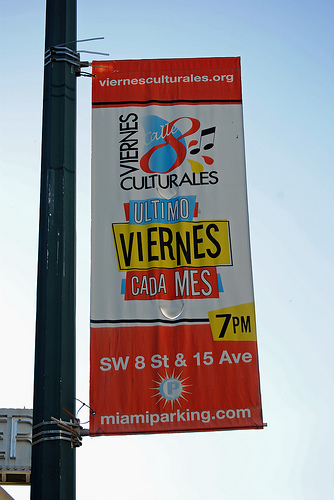 viernesculturales.org
VIERNES
Calle
8
CULTURALES
ULTIMO
VIERNES
CADA MES
7PM
SW 8 St & 15 Ave
P
miamiparking.com